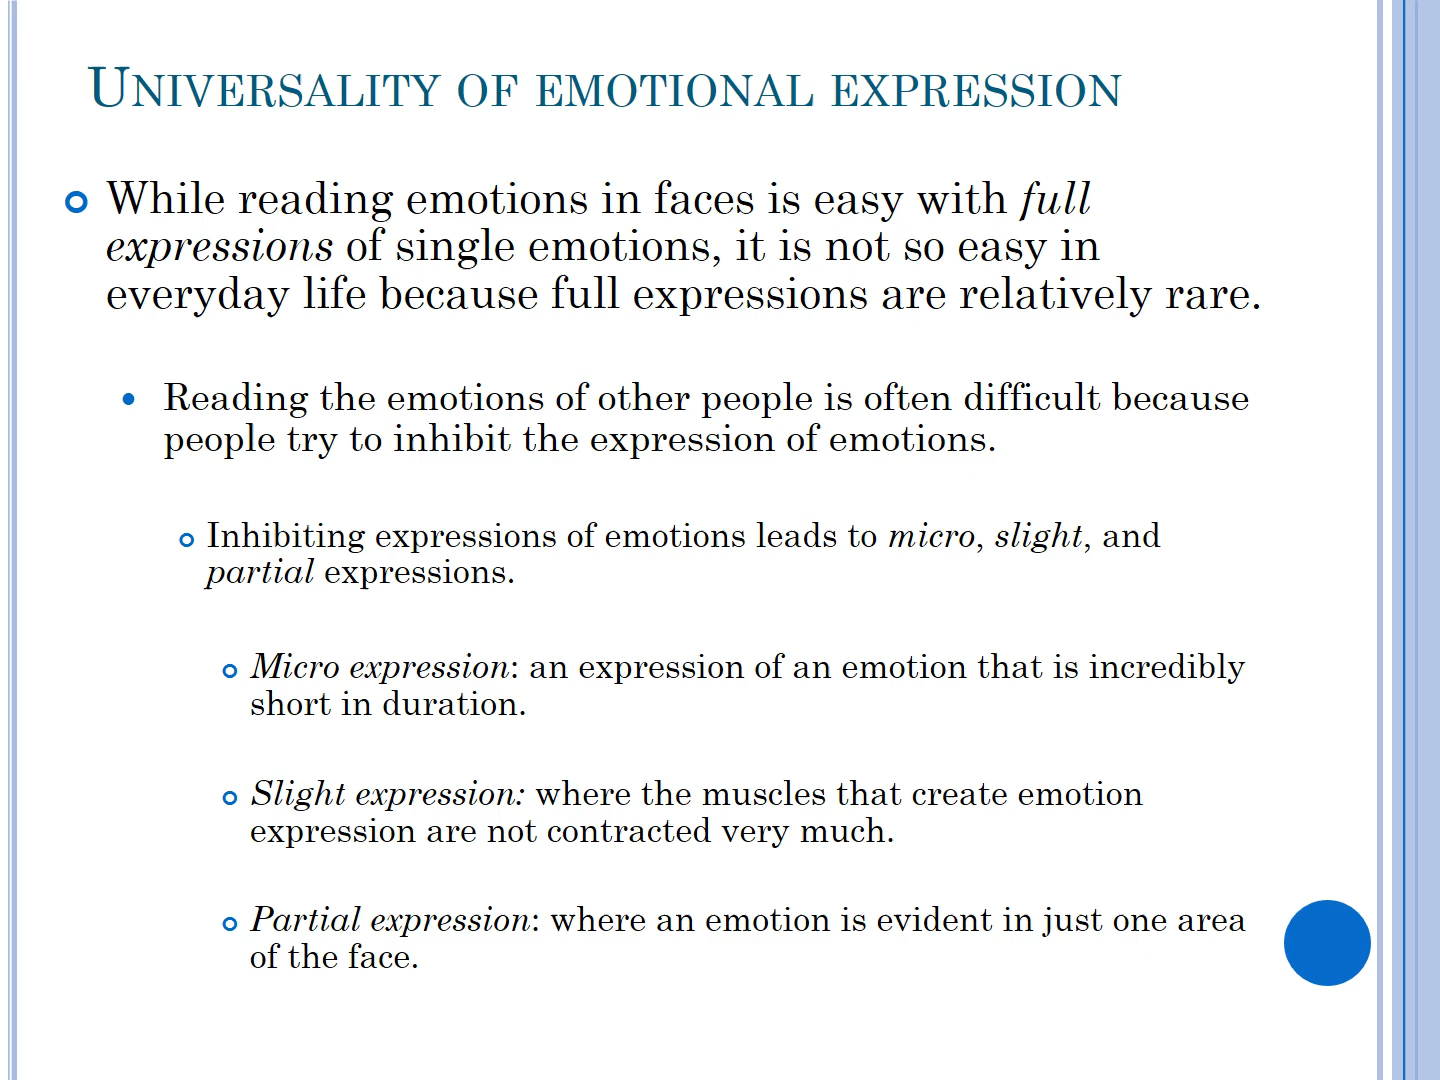 UNIVERSALITY OF EMOTIONAL EXPRESSION
While reading emotions in faces is easy with full
expressions of single emotions, it is not so easy in
everyday life because full expressions are relatively rare.
Reading the emotions of other people is often difficult because
people try to inhibit the expression of emotions.
Inhibiting expressions of emotions leads to micro, slight, and
partial expressions.
Micro expression: an expression of an emotion that is incredibly
short in duration.
Slight expression: where the muscles that create emotion
expression are not contracted very much.
Partial expression: where an emotion is evident in just one area
of the face.